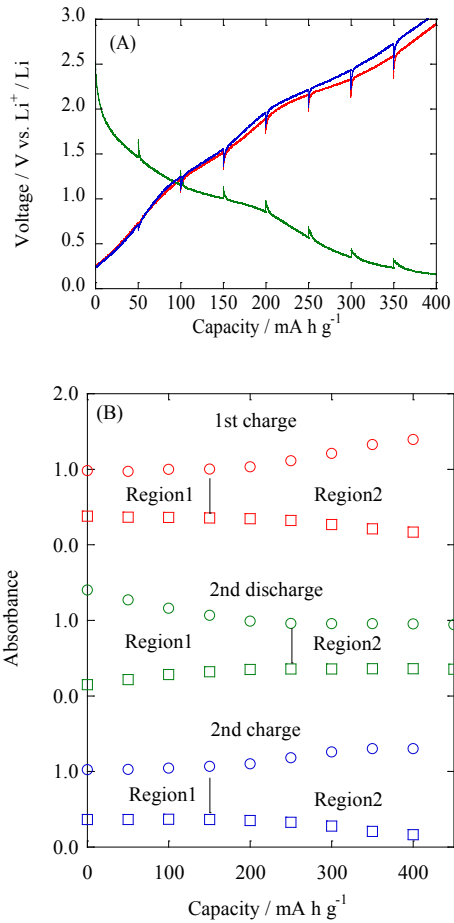 (A)
3.0
2.5
2.0
1.5
1.0
0.5
0.0
Voltage / V vs. Li⁺ / Li
0 50 100 150 200 250 300 350 400
Capacity / mA h g⁻¹
(B)
2.0
1st charge
1.0
Region1
Region2
0.0
2nd discharge
1.0
Region1
Region2
0.0
2nd charge
1.0
Region1
Region2
0.0
Absorbance
0 100 200 300 400
Capacity / mA h g⁻¹